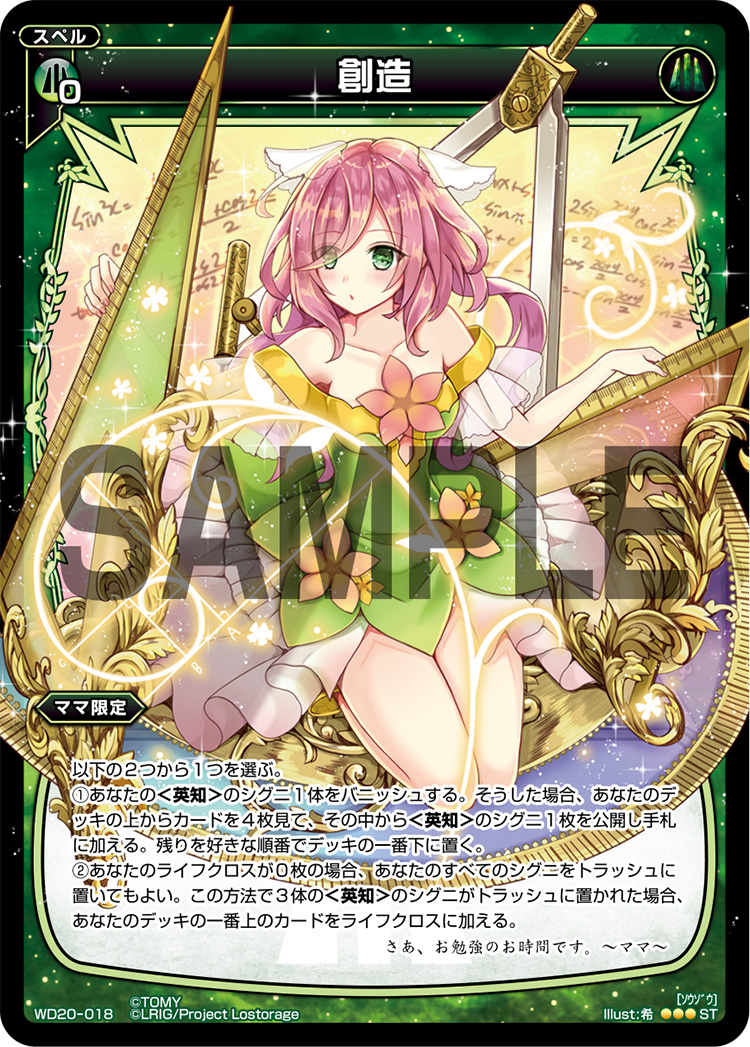 スペル
0
創造
SAMPLE
ママ限定
以下の2つから1つを選ぶ。
①あなたの<英知>のシグニ1体をバニッシュする。そうした場合、あなたのデ
ッキの上からカードを4枚見て、その中から<英知>のシグニ1枚を公開し手札
に加える。残りを好きな順番でデッキの一番下に置く。
②あなたのライフクロスが0枚の場合、あなたのすべてのシグニをトラッシュに
置いてもよい。この方法で3体の<英知>のシグニがトラッシュに置かれた場合、
あなたのデッキの一番上のカードをライフクロスに加える。
さあ、お勉強のお時間です。~ママ~
[ソウゾウ]
WD20-018
©TOMY
©LRIG/Project Lostorage
Illust:希
ST